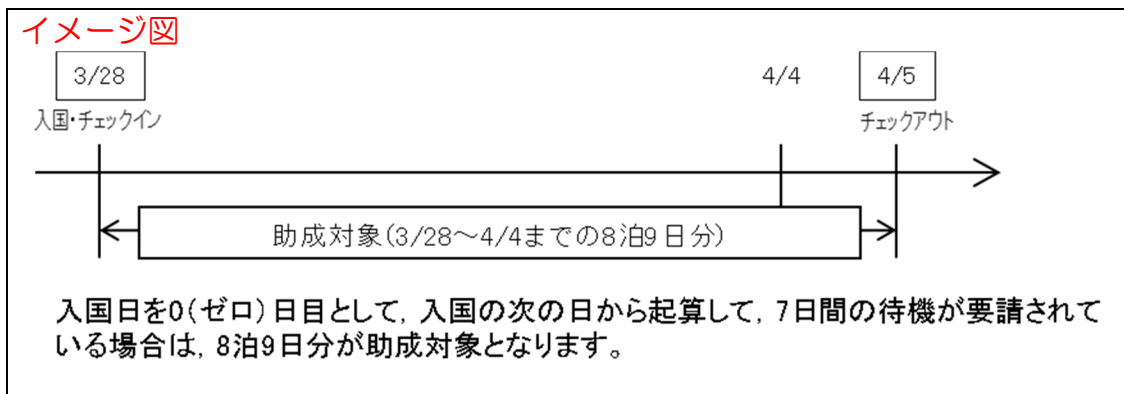 イメージ図
3/28
4/4
4/5
入国・チェックイン
チェックアウト
助成対象(3/28～4/4までの8泊9日分)
入国日を0(ゼロ)日目として，入国の次の日から起算して，7日間の待機が要請されて
いる場合は，8泊9日分が助成対象となります。